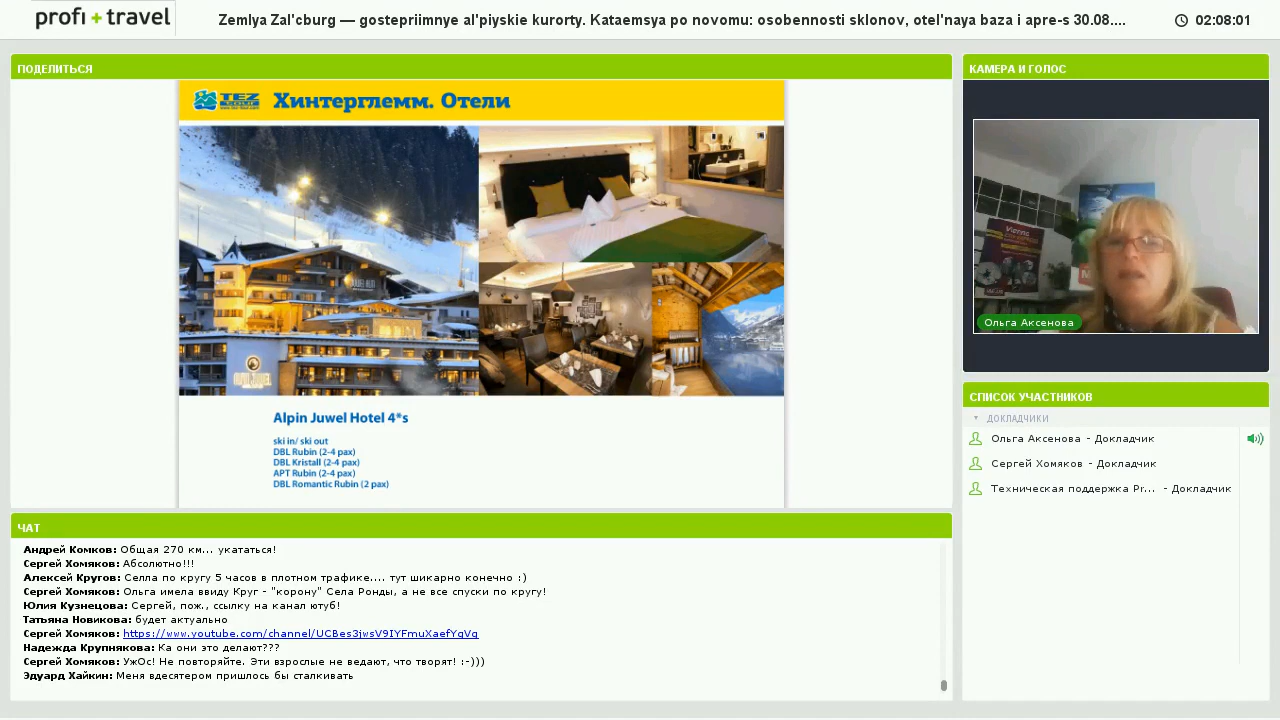 profi + travel
Zemlya Zal'cburg — gostepriimnye al'piyskie kurorty. Kataemsya po novomu: osobennosti sklonov, otel'naya baza i apre-s 30.08....
02:08:01
ПОДЕЛИТЬСЯ
TEZ TOUR
Хинтерглемм. Отели
Alpin Juwel Hotel 4*s
ski in/ ski out
DBL Rubin (2-4 pax)
DBL Kristall (2-4 pax)
APT Rubin (2-4 pax)
DBL Romantic Rubin (2 pax)
КАМЕРА И ГОЛОС
Ольга Аксенова
СПИСОК УЧАСТНИКОВ
ДОКЛАДЧИКИ
Ольга Аксенова - Докладчик
Сергей Хомяков - Докладчик
Техническая поддержка Pr... - Докладчик
ЧАТ
Андрей Комков: Общая 270 км... укататься!
Сергей Хомяков: Абсолютно!!!
Алексей Кругов: Селла по кругу 5 часов в плотном трафике.... тут шикарно конечно :)
Сергей Хомяков: Ольга имела ввиду Круг - "корону" Села Ронды, а не все спуски по кругу!
Юлия Кузнецова: Сергей, пож., ссылку на канал ютуб!
Татьяна Новикова: будет актуально
Сергей Хомяков: https://www.youtube.com/channel/UCBes3jwsV9IYFmuXaefYqVg
Надежда Крупнякова: Ка они это делают???
Сергей Хомяков: УжОс! Не повторяйте. Эти взрослые не ведают, что творят! :-)))
Эдуард Хайкин: Меня вдесятером пришлось бы сталкивать